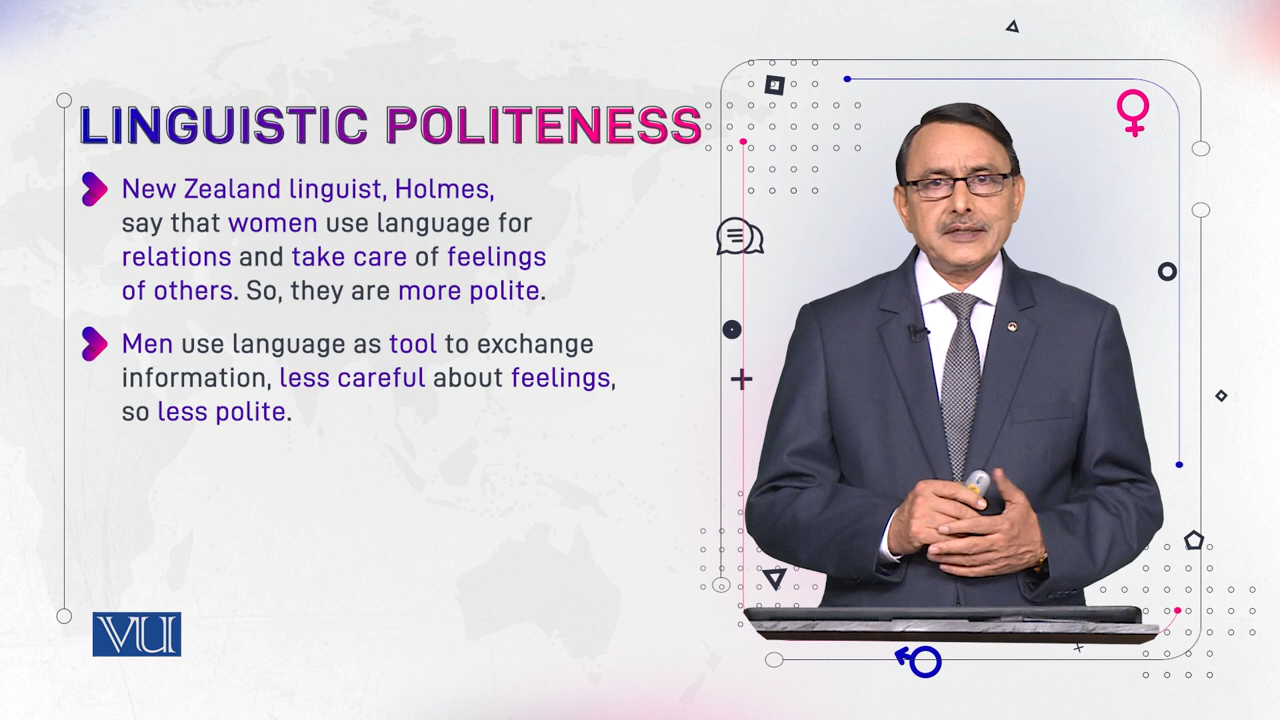 LINGUISTIC POLITENESS
New Zealand linguist, Holmes,
say that women use language for
relations and take care of feelings
of others. So, they are more polite.
Men use language as tool to exchange
information, less careful about feelings,
so less polite.
VU